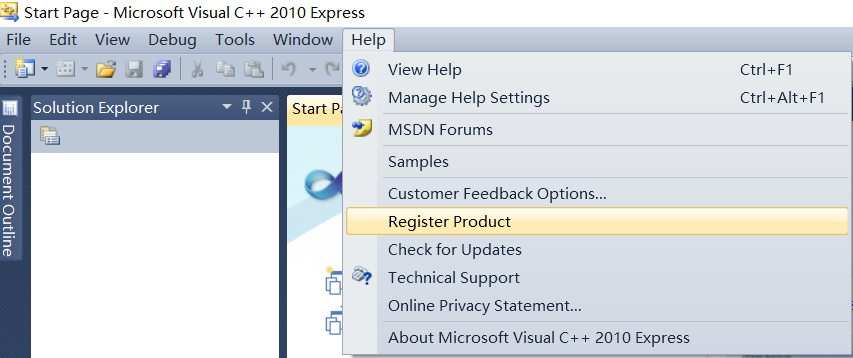 Start Page - Microsoft Visual C++ 2010 Express
File Edit View Debug Tools Window Help
Document Outline
Solution Explorer
Start Pa
View Help Ctrl+F1
Manage Help Settings Ctrl+Alt+F1
MSDN Forums
Samples
Customer Feedback Options...
Register Product
Check for Updates
Technical Support
Online Privacy Statement...
About Microsoft Visual C++ 2010 Express